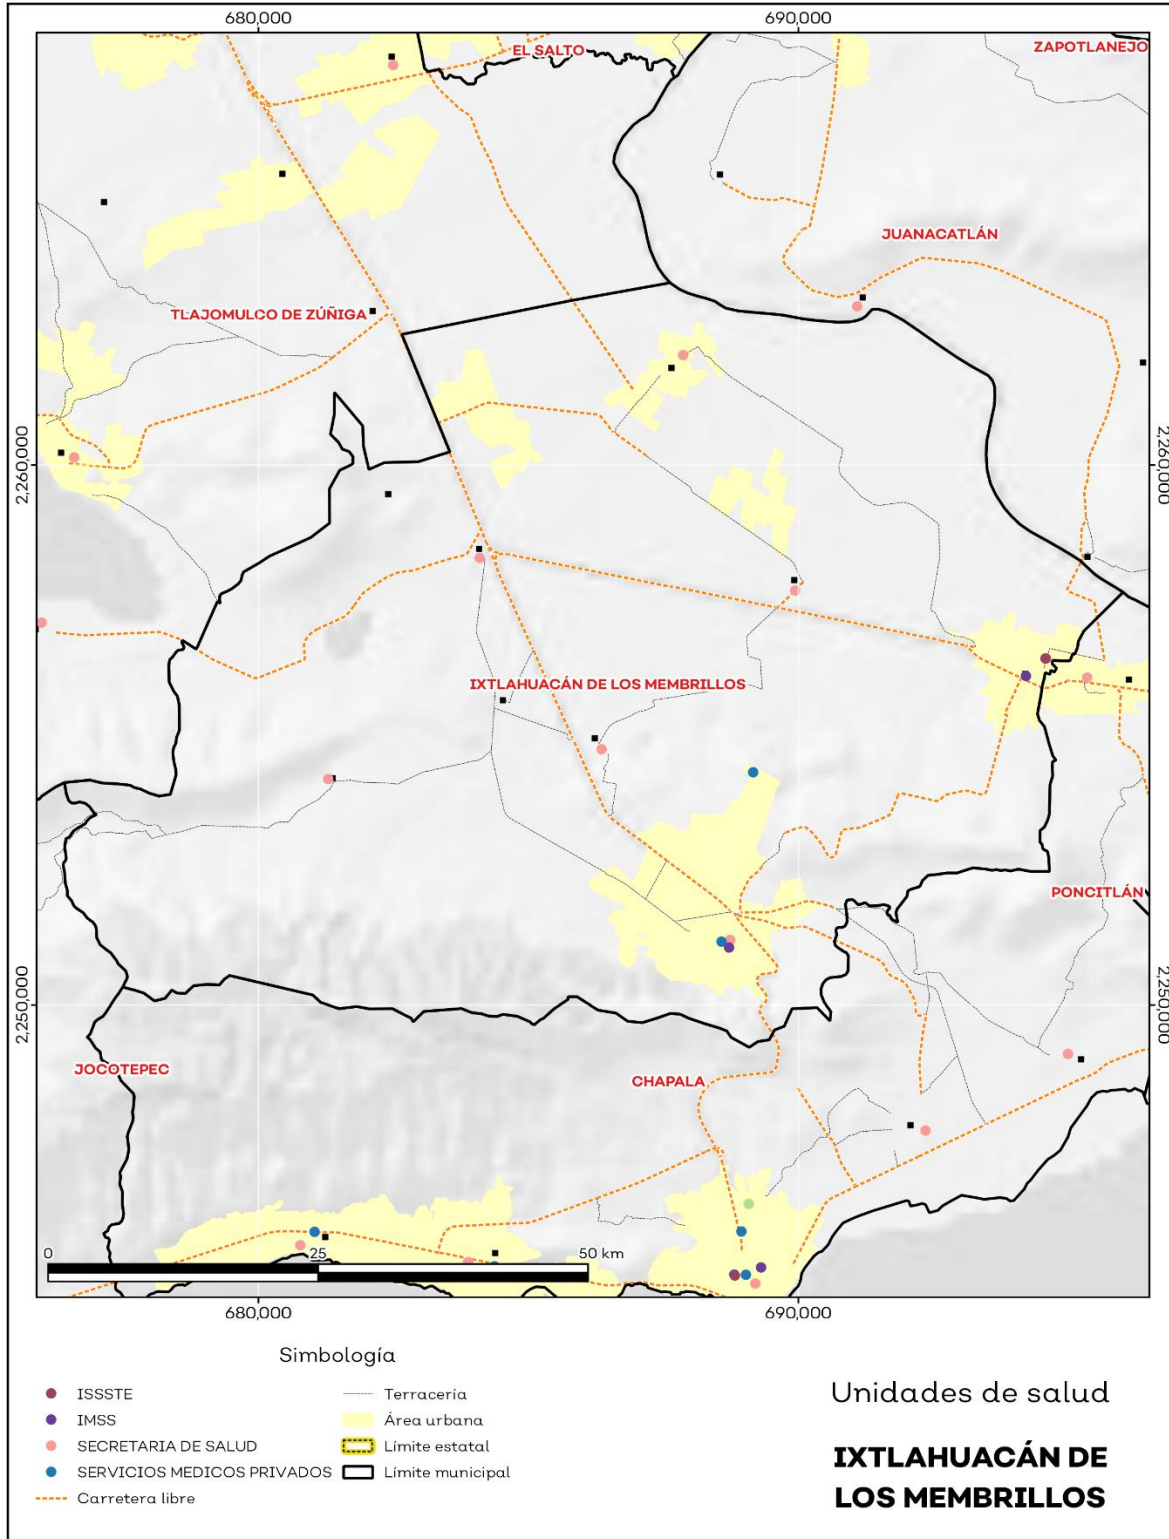 680,000
690,000
EL SALTO
ZAPOTLANEJO
JUANACATLÁN
TLAJOMULCO DE ZÚÑIGA
2,260,000
2,260,000
IXTLAHUACÁN DE LOS MEMBRILLOS
PONCITLÁN
2,250,000
2,250,000
JOCOTEPEC
CHAPALA
0
25
50 km
680,000
690,000
Simbología
ISSSTE
IMSS
SECRETARIA DE SALUD
SERVICIOS MEDICOS PRIVADOS
Carretera libre
Terracería
Área urbana
Límite estatal
Límite municipal
Unidades de salud
IXTLAHUACÁN DE
LOS MEMBRILLOS